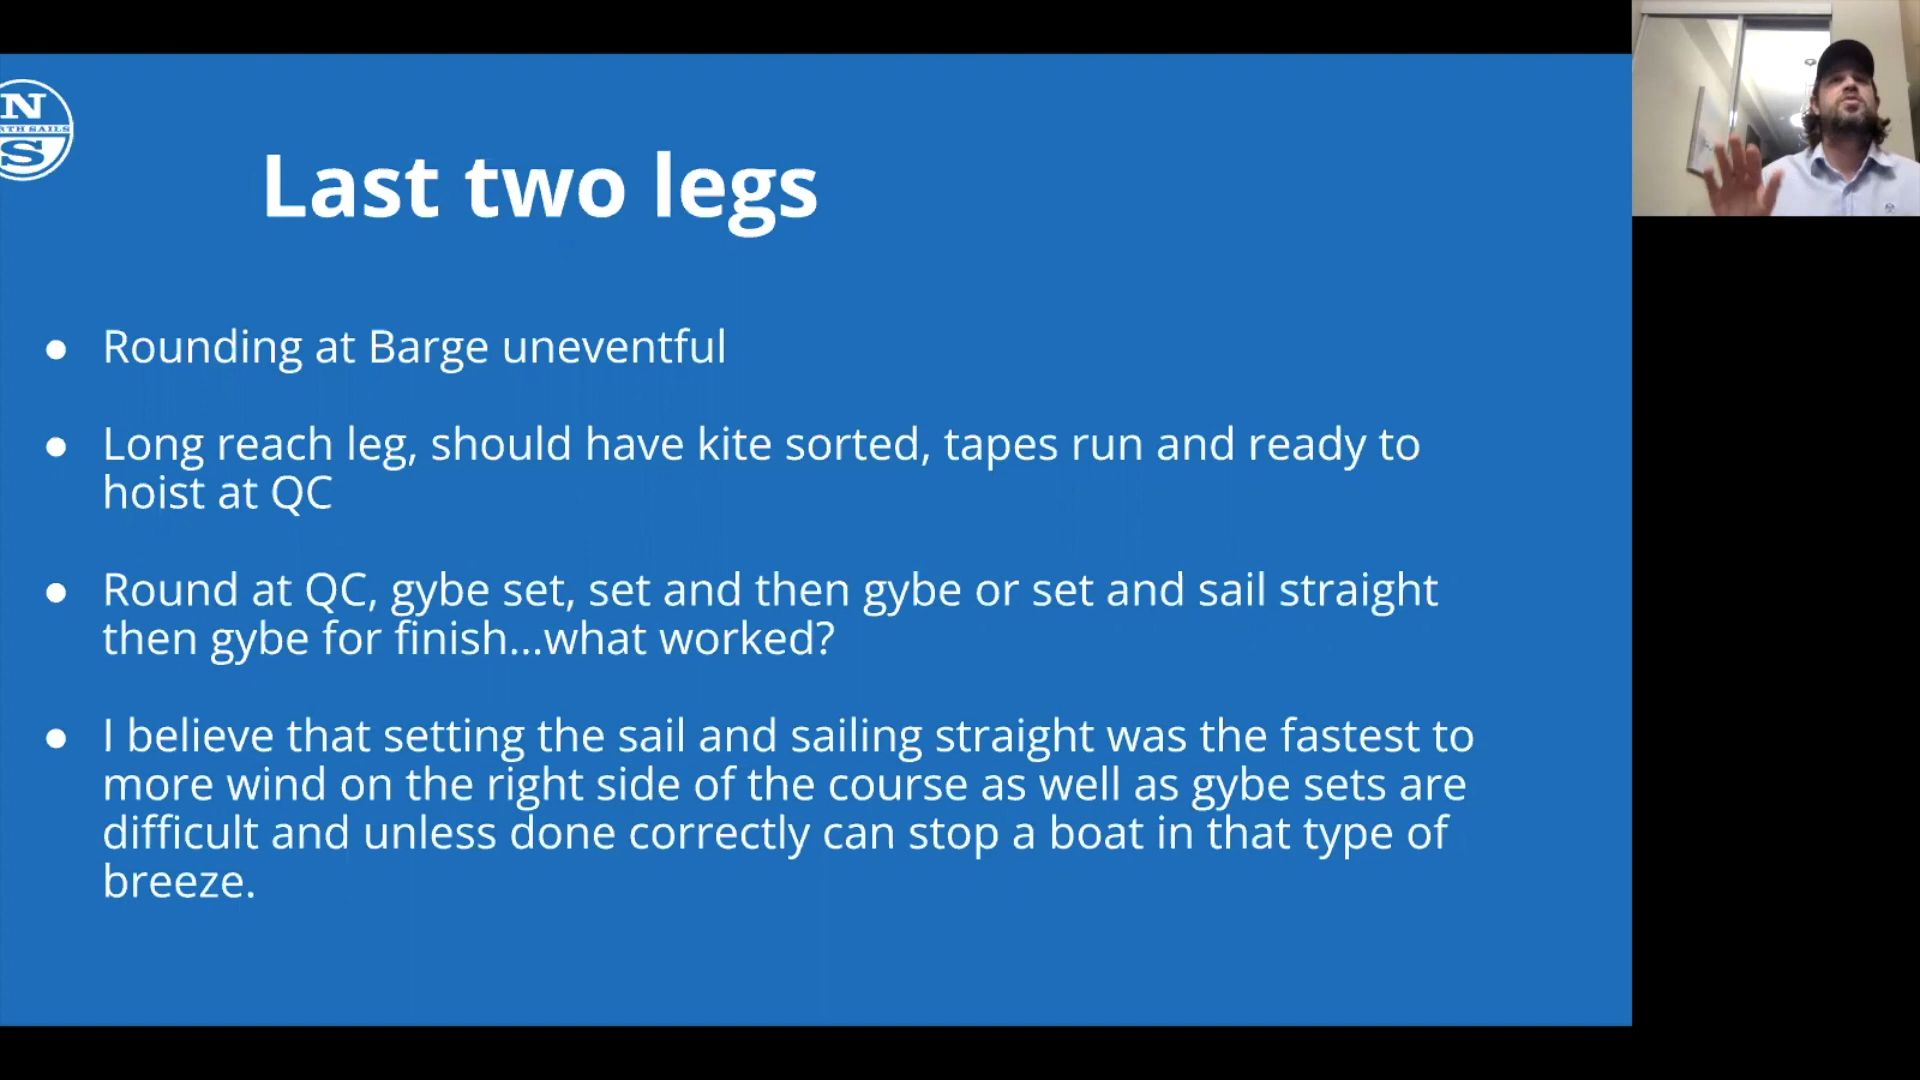 N
RTH SAILS
S
Last two legs
● Rounding at Barge uneventful
● Long reach leg, should have kite sorted, tapes run and ready to
hoist at QC
● Round at QC, gybe set, set and then gybe or set and sail straight
then gybe for finish...what worked?
● I believe that setting the sail and sailing straight was the fastest to
more wind on the right side of the course as well as gybe sets are
difficult and unless done correctly can stop a boat in that type of
breeze.